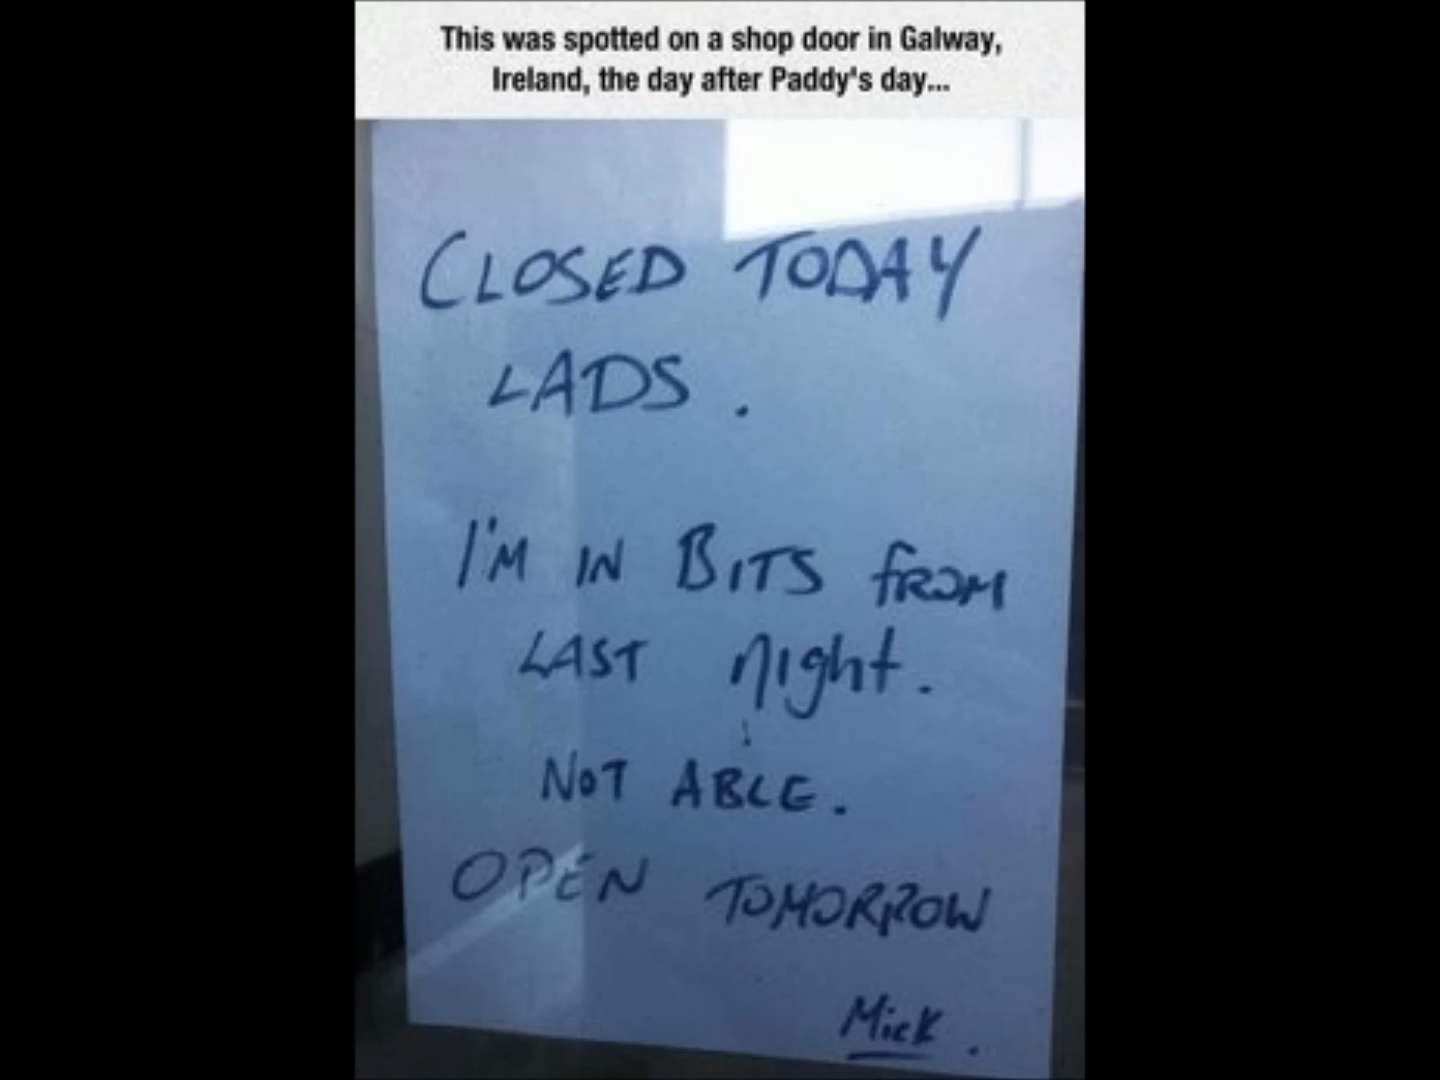 This was spotted on a shop door in Galway,
Ireland, the day after Paddy's day...
CLOSED TODAY
LADS.
I'M IN BITS FROM
LAST night.
NOT ABLE.
OPEN TOMORROW
Mick.